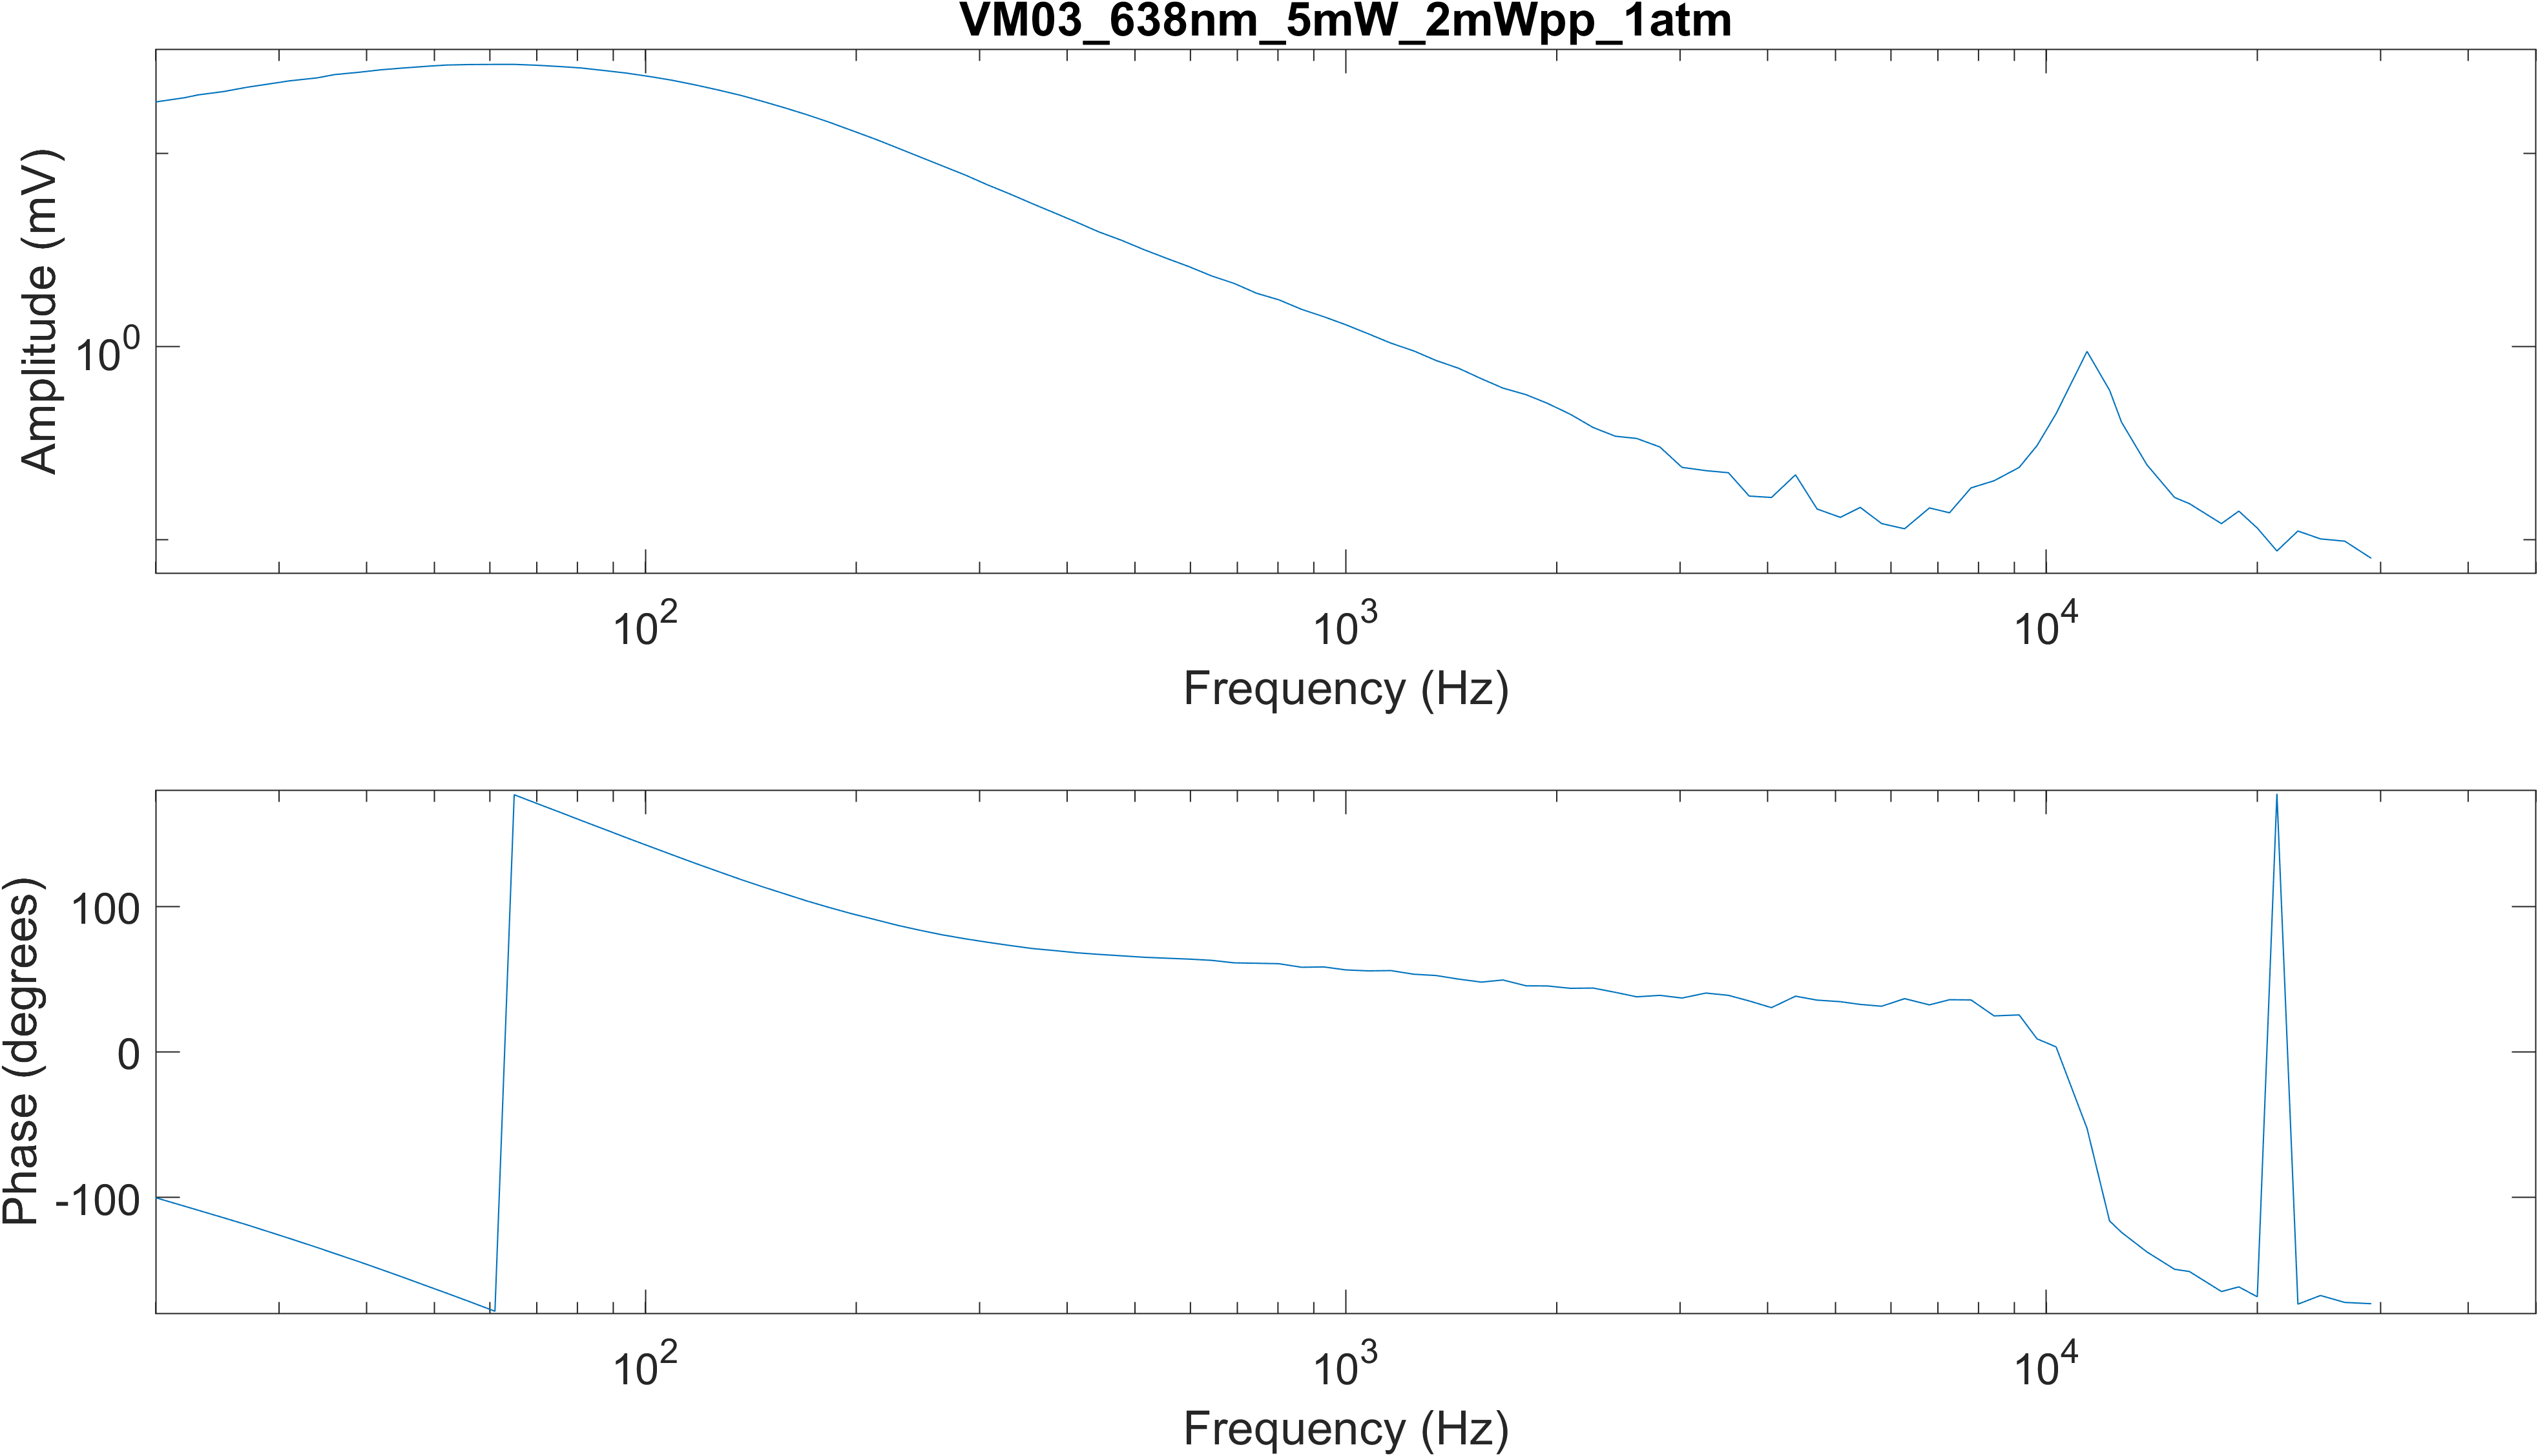 VM03_638nm_5mW_2mWpp_1atm
Amplitude (mV)
10^0
10^2 10^3 10^4
Frequency (Hz)
Phase (degrees)
100
0
-100
10^2 10^3 10^4
Frequency (Hz)